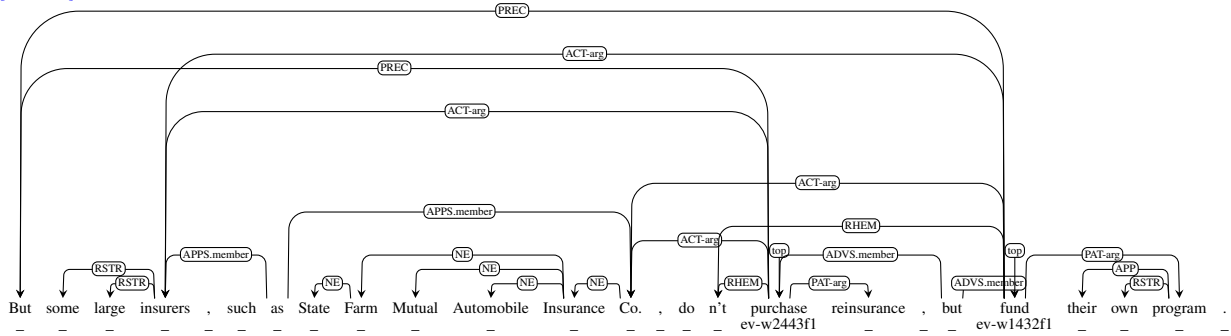 PREC
ACT-arg
PREC
ACT-arg
ACT-arg
APPS.member
RHEM
ACT-arg
top
top
RSTR
RSTR
APPS.member
NE
NE
NE
NE
NE
RHEM
ADVS.member
PAT-arg
ADVS.member
PAT-arg
APP
RSTR
But some large insurers , such as State Farm Mutual Automobile Insurance Co. , do n't purchase reinsurance , but fund their own program .
_ _ _ _ _ _ _ _ _ _ _ _ _ _ _ ev-w2443f1 _ _ _ ev-w1432f1 _ _ _ _